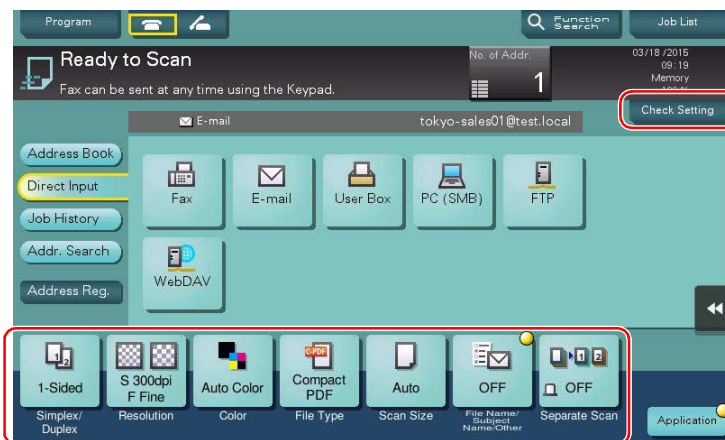 Program
Function
Search
Job List
Ready to Scan
Fax can be sent at any time using the Keypad.
No. of Addr.
1
03/18 /2015
09:19
Memory
100 %
Check Setting
E-mail
tokyo-sales01@test.local
Address Book
Direct Input
Job History
Addr. Search
Address Reg.
Fax
E-mail
User Box
PC (SMB)
FTP
WebDAV
1-Sided
S 300dpi
F Fine
Auto Color
Compact
PDF
Auto
OFF
OFF
Simplex/
Duplex
Resolution
Color
File Type
Scan Size
File Name/
Subject
Name/Other
Separate Scan
Application